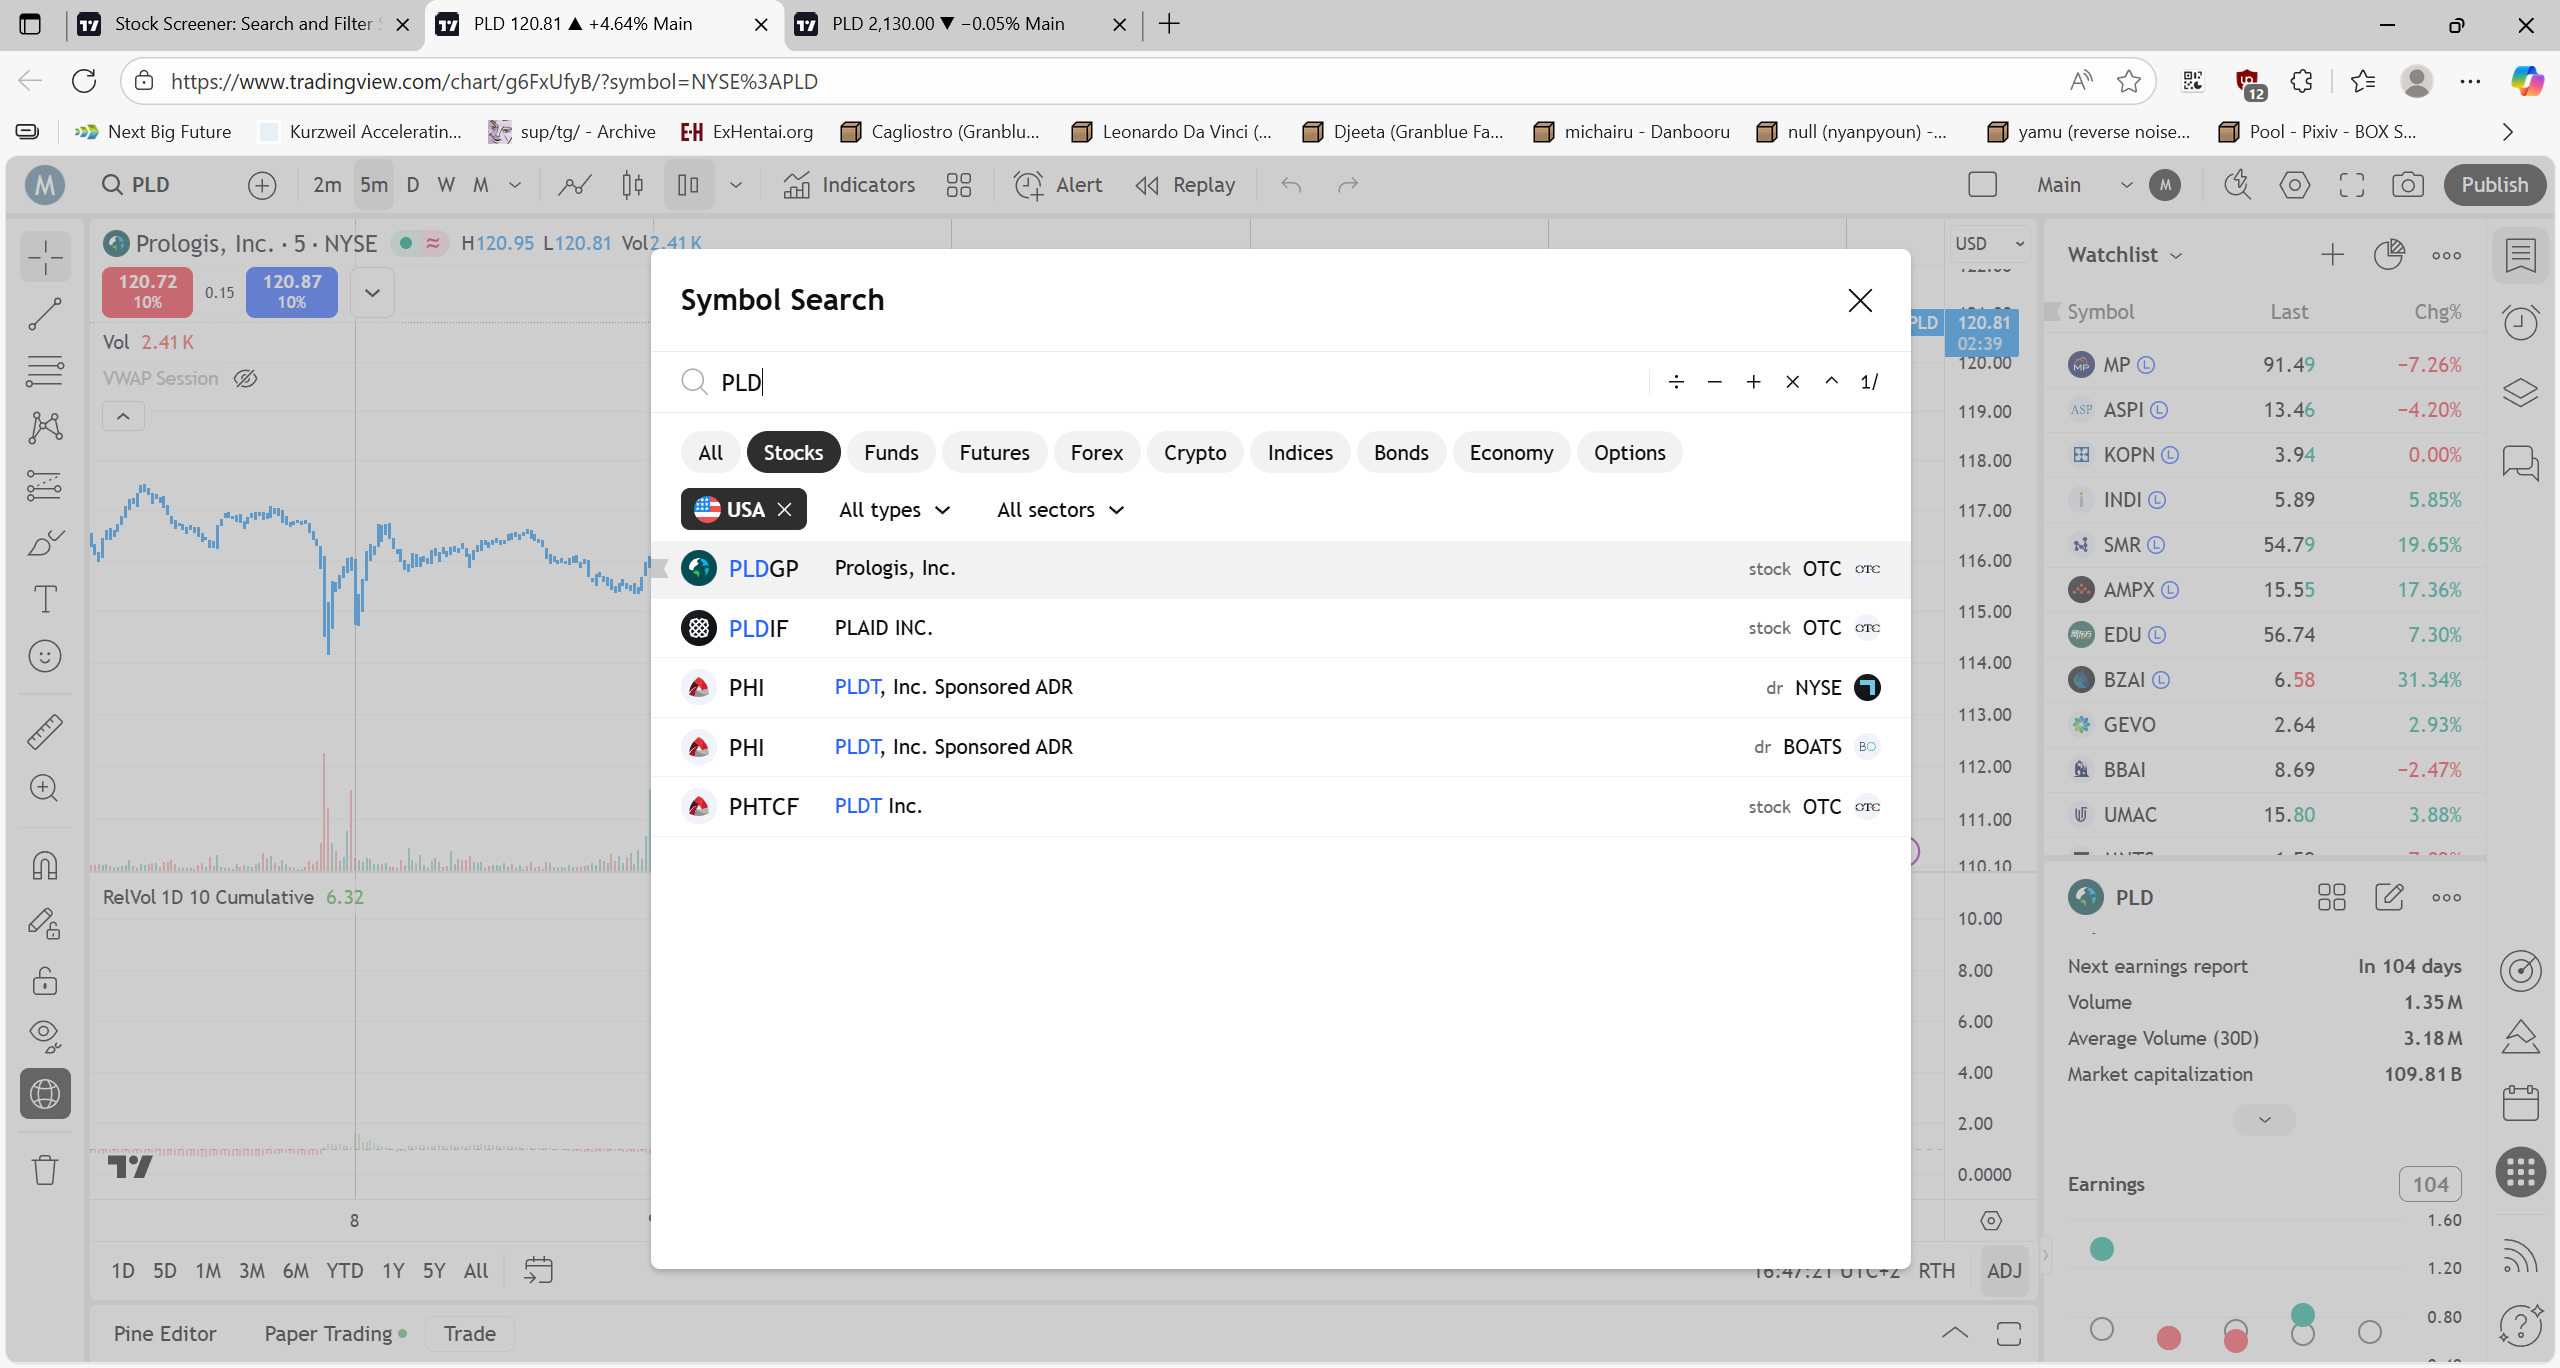 Stock Screener: Search and Filter S
PLD 120.81 ▲ +4.64% Main
PLD 2,130.00 ▼ −0.05% Main
https://www.tradingview.com/chart/g6FxUfyB/?symbol=NYSE%3APLD
12
Next Big Future
Kurzweil Acceleratin...
sup/tg/ - Archive
ExHentai.org
Cagliostro (Granblu...
Leonardo Da Vinci (...
Djeeta (Granblue Fa...
michairu - Danbooru
null (nyanpyoun) -...
yamu (reverse noise...
Pool - Pixiv - BOX S...
M PLD 2m 5m D W M Indicators Alert Replay Main M Publish
Prologis, Inc. · 5 · NYSE H120.95 L120.81 Vol2.41 K
120.72 10% 0.15 120.87 10%
Vol 2.41 K
VWAP Session
RelVol 1D 10 Cumulative 6.32
8
1D 5D 1M 3M 6M YTD 1Y 5Y All
16:47:21 UTC+2 RTH ADJ
Pine Editor Paper Trading Trade
Symbol Search
PLD
÷ − + × ^ 1/
All Stocks Funds Futures Forex Crypto Indices Bonds Economy Options
USA All types All sectors
PLDGP Prologis, Inc. stock OTC OTC
PLDIF PLAID INC. stock OTC OTC
PHI PLDT, Inc. Sponsored ADR dr NYSE
PHI PLDT, Inc. Sponsored ADR dr BOATS BO
PHTCF PLDT Inc. stock OTC OTC
USD
PLD 120.81
02:39
120.00
119.00
118.00
117.00
116.00
115.00
114.00
113.00
112.00
111.00
110.10
10.00
8.00
6.00
4.00
2.00
0.0000
Watchlist
Symbol Last Chg%
MP L 91.49 −7.26%
ASP ASPI L 13.46 −4.20%
KOPN L 3.94 0.00%
INDI L 5.89 5.85%
SMR L 54.79 19.65%
AMPX L 15.55 17.36%
EDU L 56.74 7.30%
BZAI L 6.58 31.34%
GEVO 2.64 2.93%
BBAI 8.69 −2.47%
UMAC 15.80 3.88%
PLD
Next earnings report In 104 days
Volume 1.35 M
Average Volume (30D) 3.18 M
Market capitalization 109.81 B
Earnings 104
1.60
1.20
0.80